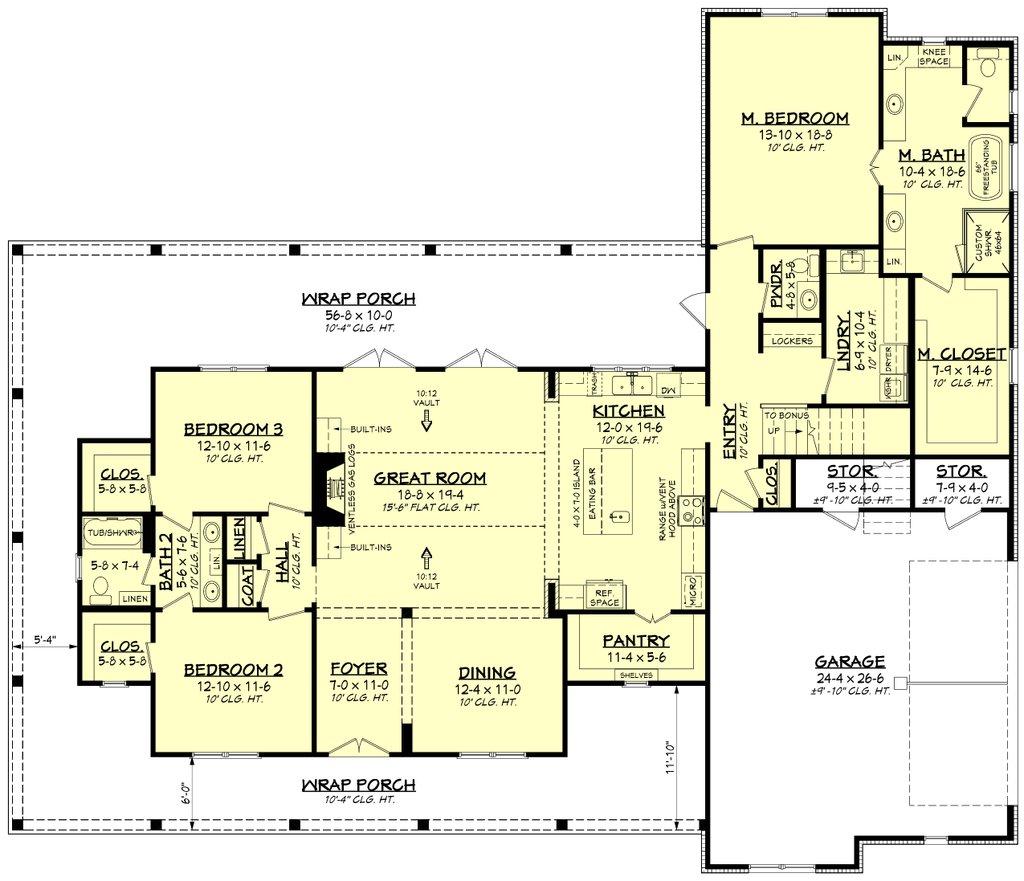 M. BEDROOM
13-10 x 18-8
10' CLG. HT.
LIN.
KNEE
SPACE
M. BATH
10-4 x 18-6
10' CLG. HT.
66"
FREESTANDING
TUB
CUSTOM
SHWR.
46x64
LIN.
WRAP PORCH
56-8 x 10-0
10'-4" CLG. HT.
PWDR.
4-8 x 5-8
LOCKERS
LNDRY.
6-9 x 10-4
10' CLG. HT.
WSHR
DRYER
M. CLOSET
7-9 x 14-6
10' CLG. HT.
ENTRY
10' CLG. HT.
TO BONUS
UP
CLOS.
STOR.
9-5 x 4-0
±9'-10" CLG. HT.
STOR.
7-9 x 4-0
±9'-10" CLG. HT.
BEDROOM 3
12-10 x 11-6
10' CLG. HT.
CLOS.
5-8 x 5-8
10:12
VAULT
BUILT-INS
VENTLESS GAS LOGS
GREAT ROOM
18-8 x 19-4
15'-6" FLAT CLG. HT.
BUILT-INS
10:12
VAULT
TRASH
DW
KITCHEN
12-0 x 19-6
10' CLG. HT.
4-0 x 7-0 ISLAND
EATING BAR
RANGE w/VENT
HOOD ABOVE
REF.
SPACE
MICRO
TUB/SHWR.
5-8 x 7-4
LINEN
BATH 2
5-6 x 7-6
10' CLG. HT.
LIN.
LINEN
COAT
HALL
10' CLG. HT.
CLOS.
5-8 x 5-8
5'-4"
BEDROOM 2
12-10 x 11-6
10' CLG. HT.
FOYER
7-0 x 11-0
10' CLG. HT.
DINING
12-4 x 11-0
10' CLG. HT.
PANTRY
11-4 x 5-6
SHELVES
GARAGE
24-4 x 26-6
±9'-10" CLG. HT.
6'-0"
WRAP PORCH
10'-4" CLG. HT.
11'-10"